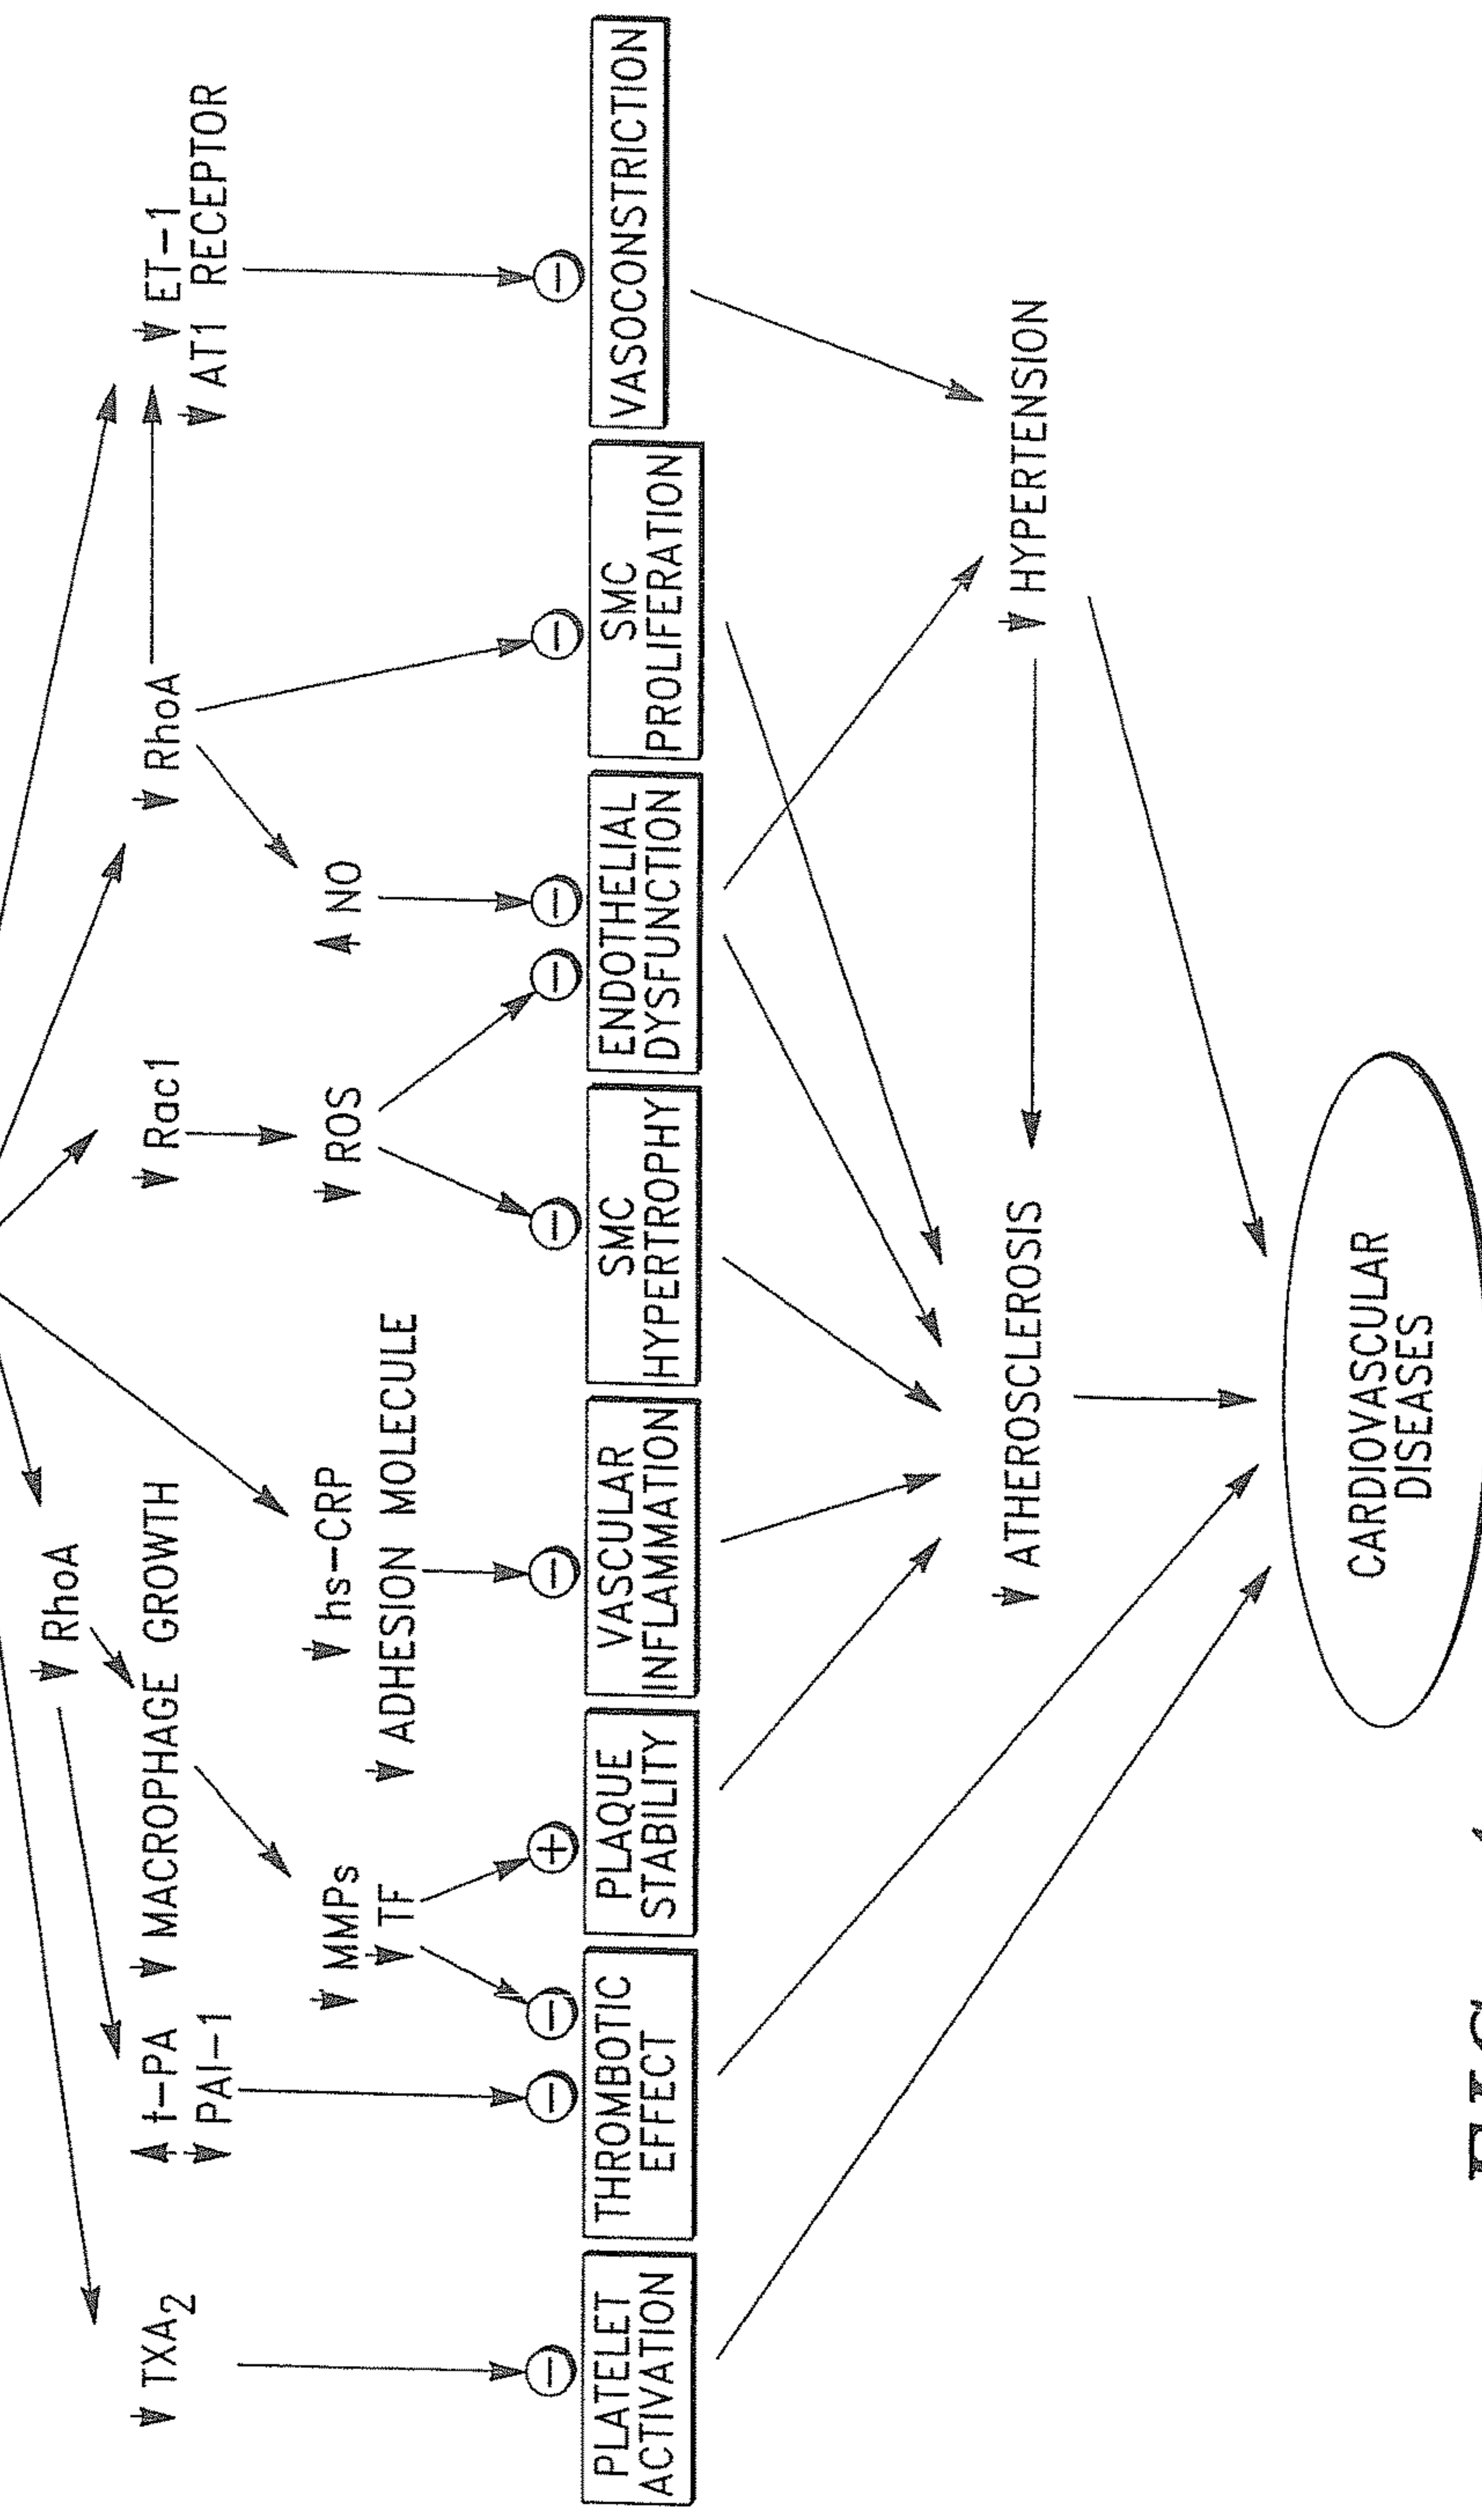 RhoA
TXA₂
t-PA
PAI-1
MACROPHAGE GROWTH
Rac1
RhoA
ET-1
AT1 RECEPTOR
MMPs
TF
hs-CRP
ADHESION MOLECULE
ROS
NO
PLATELET
ACTIVATION
THROMBOTIC
EFFECT
PLAQUE
STABILITY
VASCULAR
INFLAMMATION
SMC
HYPERTROPHY
ENDOTHELIAL
DYSFUNCTION
SMC
PROLIFERATION
VASOCONSTRICTION
ATHEROSCLEROSIS
HYPERTENSION
CARDIOVASCULAR
DISEASES